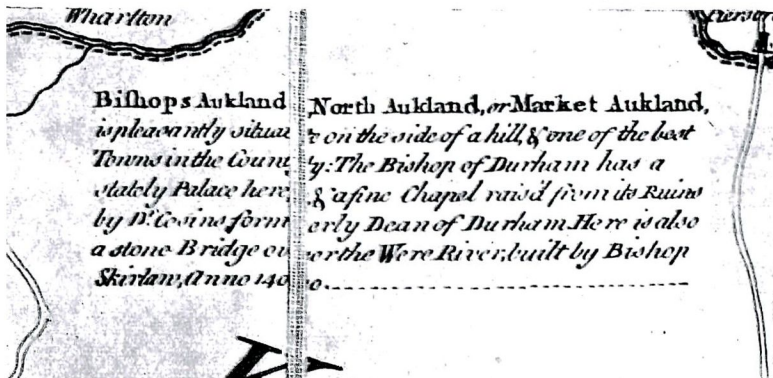 Wharlton
Bishops Aukland North Aukland, or Market Aukland,
is pleasantly situate on the side of a hill, & one of the best
Towns in the County: The Bishop of Durham has a
stately Palace here, & a fine Chapel rais'd from its Ruins
by Dr. Cosins formerly Dean of Durham. Here is also
a stone Bridge over the Were River, built by Bishop
Skirlaw, Anno 1400.